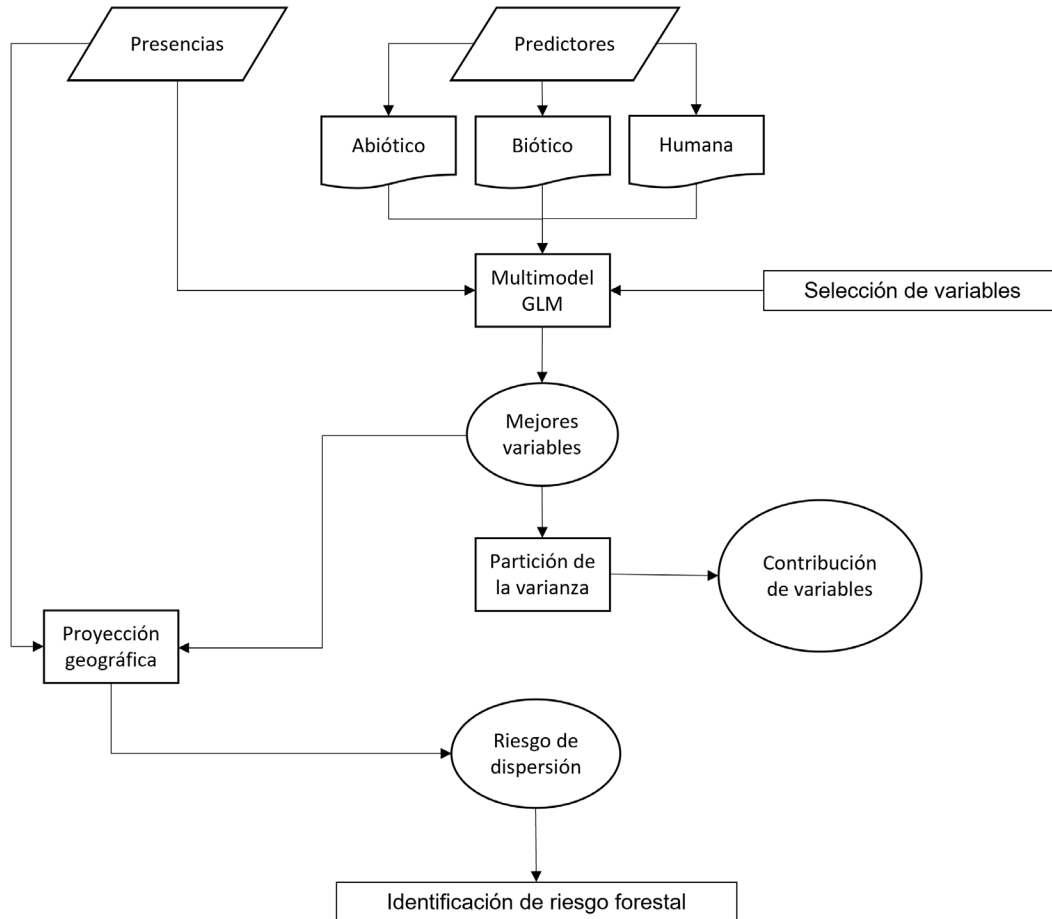 Presencias
Predictores
Abiótico
Biótico
Humana
Multimodel
GLM
Selección de variables
Mejores
variables
Partición de
la varianza
Contribución
de variables
Proyección
geográfica
Riesgo de
dispersión
Identificación de riesgo forestal